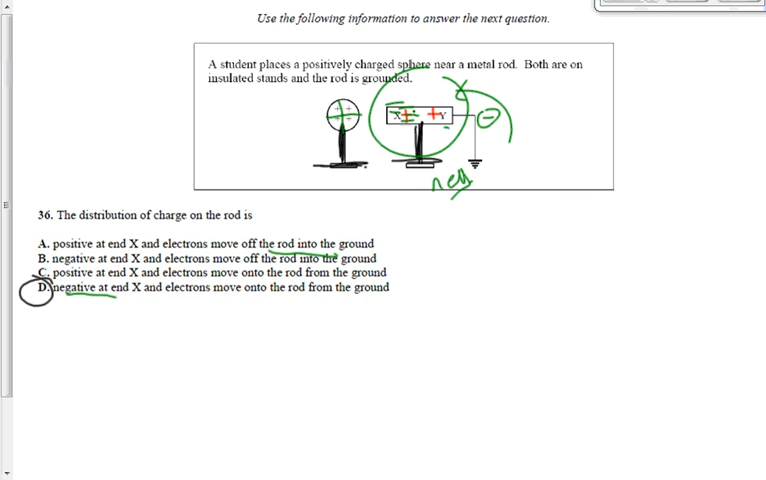 Use the following information to answer the next question.
A student places a positively charged sphere near a metal rod. Both are on
insulated stands and the rod is grounded.
X Y
36. The distribution of charge on the rod is
A. positive at end X and electrons move off the rod into the ground
B. negative at end X and electrons move off the rod into the ground
C. positive at end X and electrons move onto the rod from the ground
D. negative at end X and electrons move onto the rod from the ground